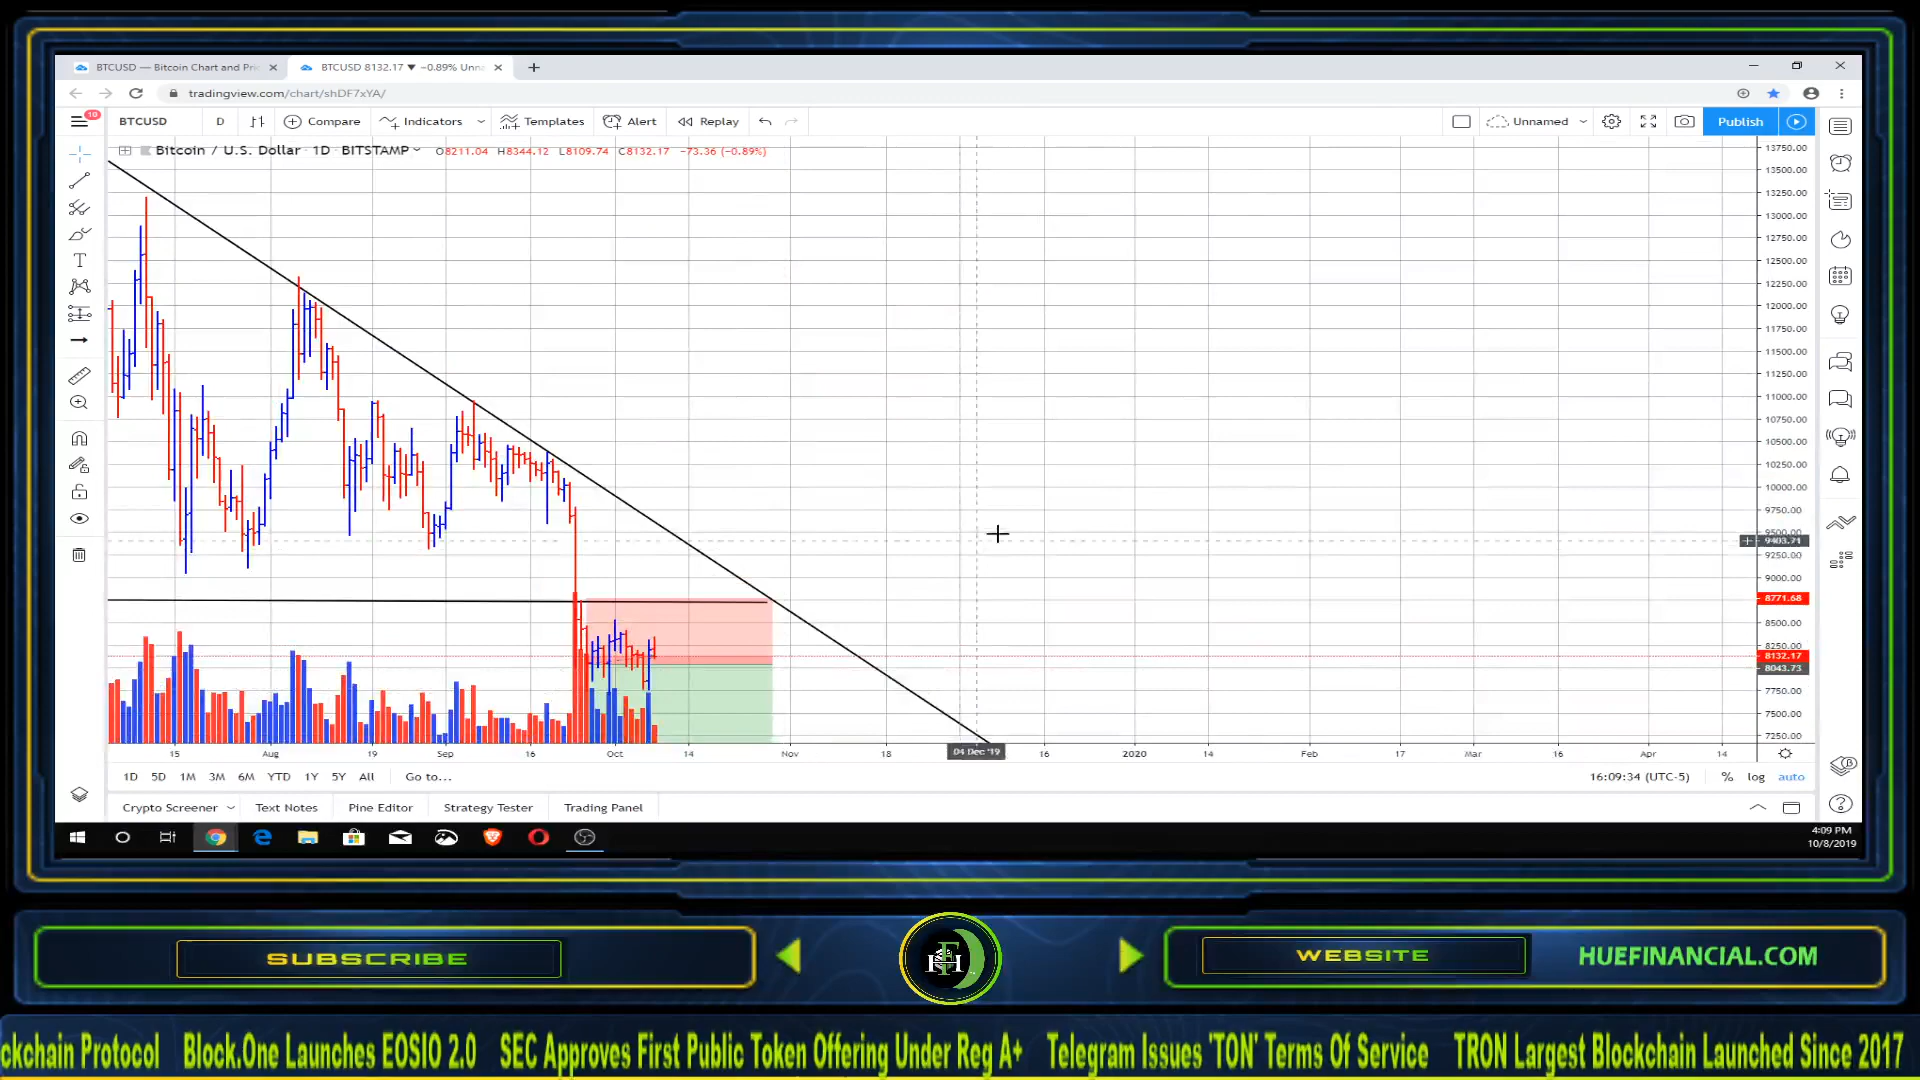 BTCUSD — Bitcoin Chart and Pri
BTCUSD 8132.17 ▼ −0.89% Unn
tradingview.com/chart/shDF7xYA/
10
BTCUSD D Compare Indicators Templates Alert Replay Unnamed Publish
Bitcoin / U.S. Dollar · 1D · BITSTAMP O8211.04 H8344.12 L8109.74 C8132.17 −73.36 (−0.89%)
13750.00
13500.00
13250.00
13000.00
12750.00
12500.00
12250.00
12000.00
11750.00
11500.00
11250.00
11000.00
10750.00
10500.00
10250.00
10000.00
9750.00
9500.00
9403.71
9250.00
9000.00
8771.68
8500.00
8250.00
8132.17
8043.73
7750.00
7500.00
7250.00
15 Aug 19 Sep 16 Oct 14 Nov 18 04 Dec '19 16 2020 14 Feb 17 Mar 16 Apr 14
1D 5D 1M 3M 6M YTD 1Y 5Y All Go to... 16:09:34 (UTC-5) % log auto
Crypto Screener Text Notes Pine Editor Strategy Tester Trading Panel
4:09 PM
10/8/2019
SUBSCRIBE
WEBSITE HUEFINANCIAL.COM
ckchain Protocol Block.One Launches EOSIO 2.0 SEC Approves First Public Token Offering Under Reg A+ Telegram Issues 'TON' Terms Of Service TRON Largest Blockchain Launched Since 2017